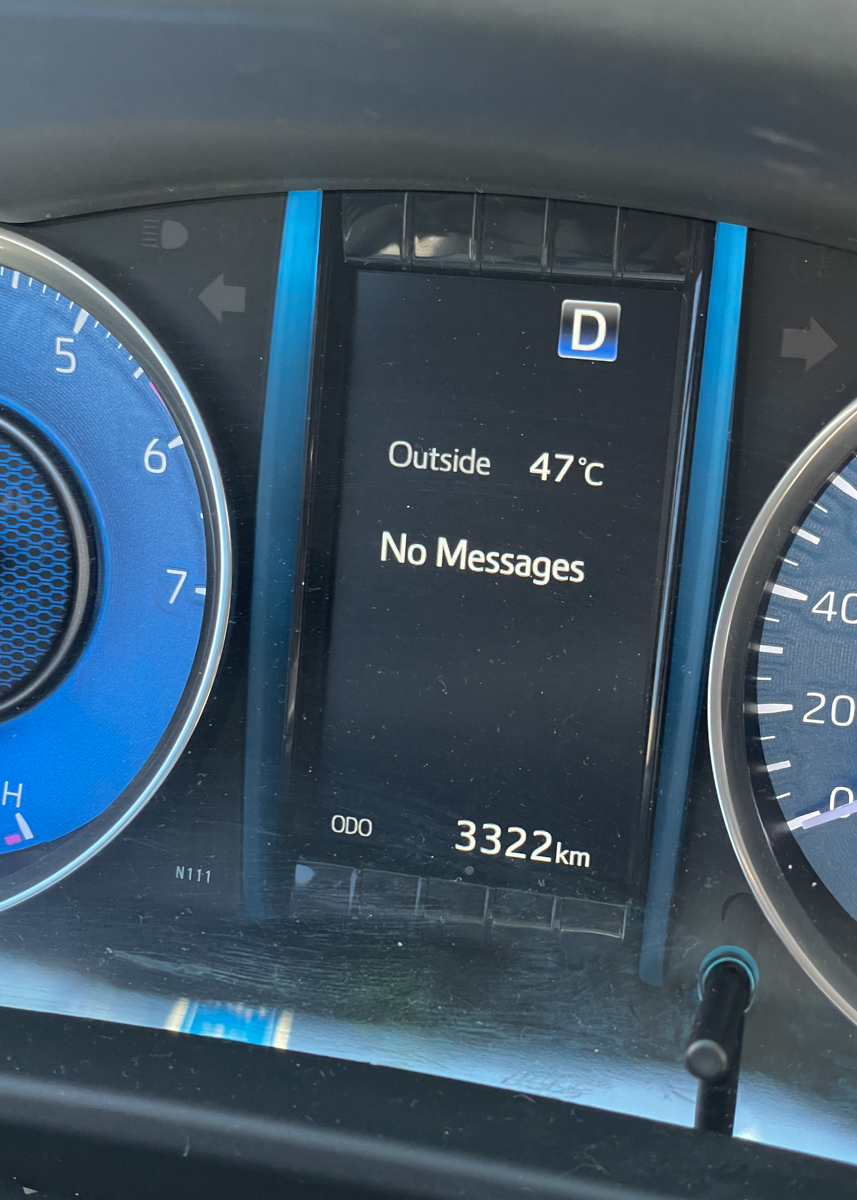 D
5
Outside 47°C
6
No Messages
7
40
20
H
0
ODO 3322km
N111